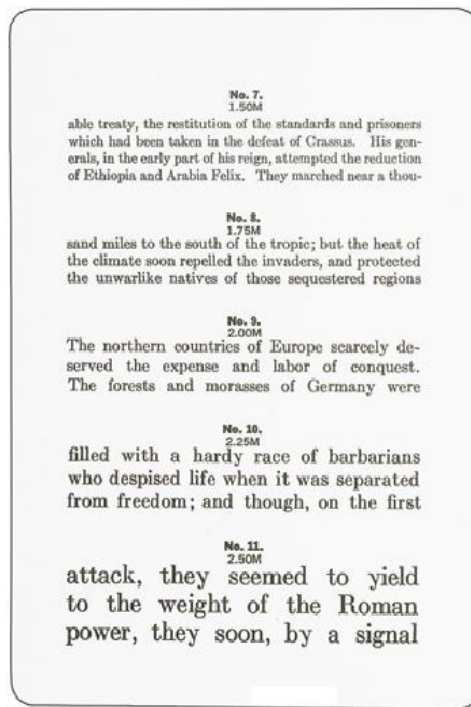 No. 7.
1.50M
able treaty, the restitution of the standards and prisoners
which had been taken in the defeat of Crassus. His gen-
erals, in the early part of his reign, attempted the reduction
of Ethiopia and Arabia Felix. They marched near a thou-
No. 8.
1.75M
sand miles to the south of the tropic; but the heat of
the climate soon repelled the invaders, and protected
the unwarlike natives of those sequestered regions
No. 9.
2.00M
The northern countries of Europe scarcely de-
served the expense and labor of conquest.
The forests and morasses of Germany were
No. 10.
2.25M
filled with a hardy race of barbarians
who despised life when it was separated
from freedom; and though, on the first
No. 11.
2.50M
attack, they seemed to yield
to the weight of the Roman
power, they soon, by a signal